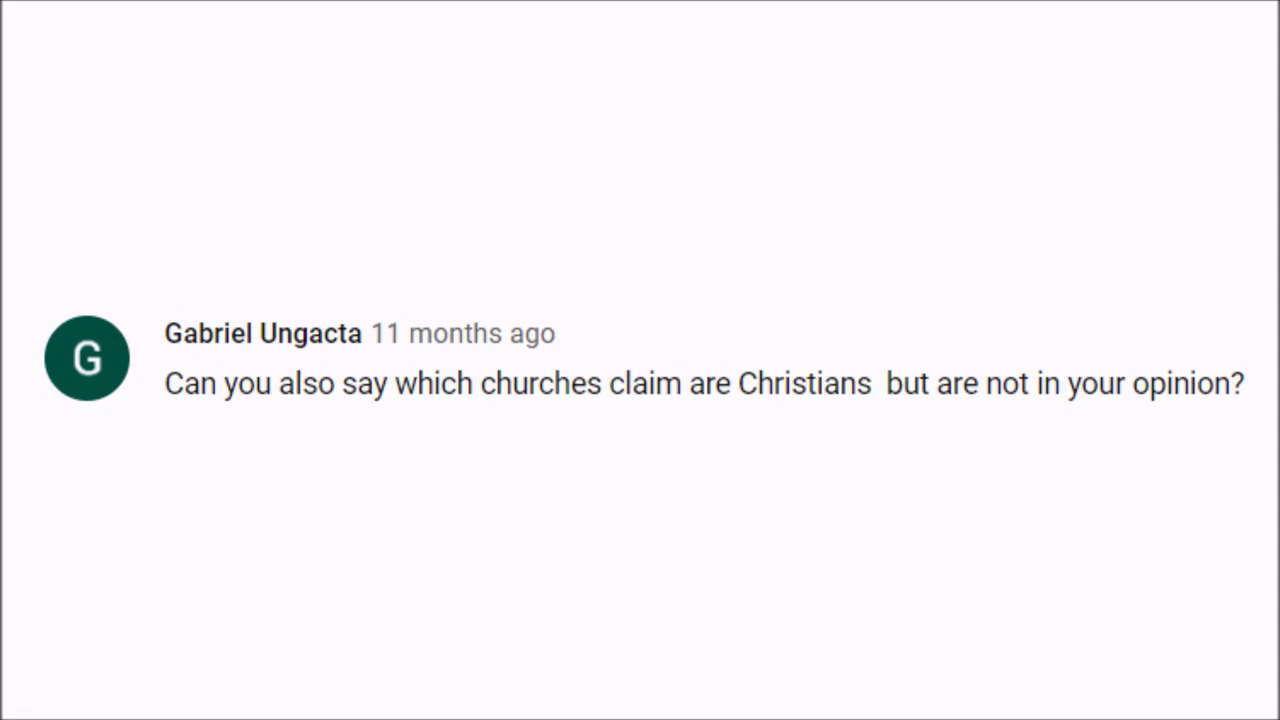 G
Gabriel Ungacta 11 months ago
Can you also say which churches claim are Christians  but are not in your opinion?